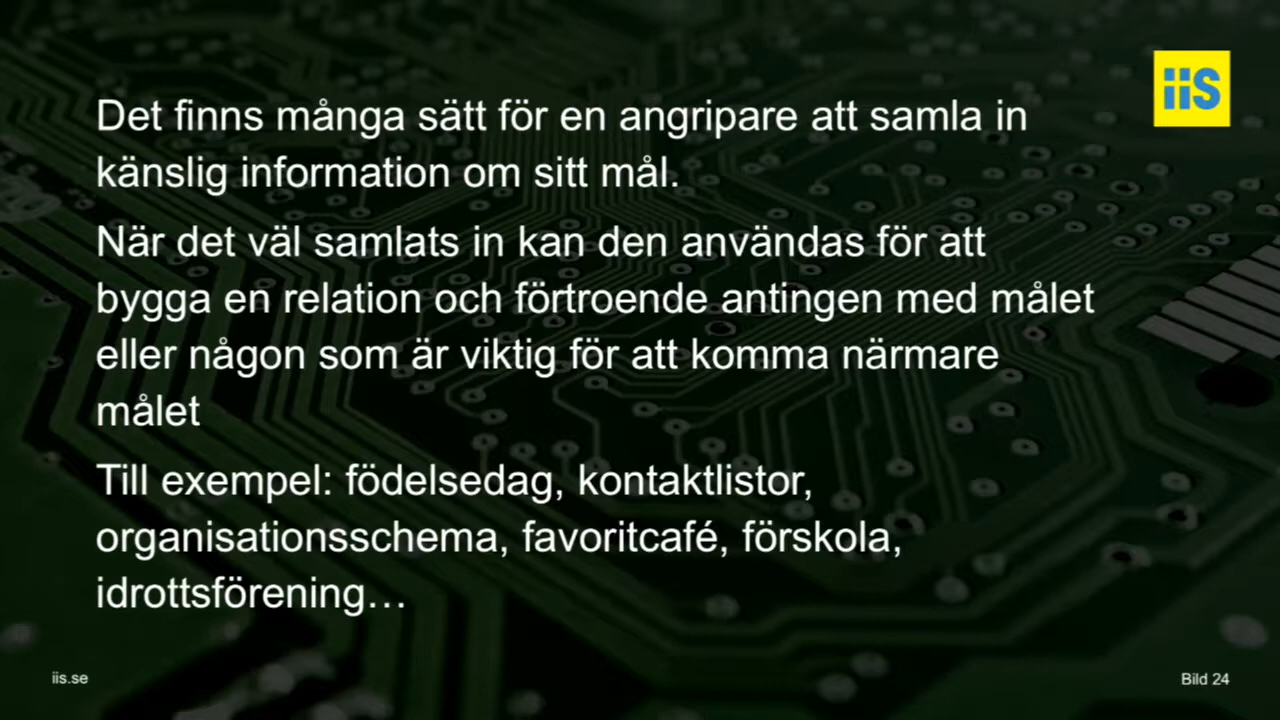 iis
Det finns många sätt för en angripare att samla in
känslig information om sitt mål.
När det väl samlats in kan den användas för att
bygga en relation och förtroende antingen med målet
eller någon som är viktig för att komma närmare
målet
Till exempel: födelsedag, kontaktlistor,
organisationsschema, favoritcafé, förskola,
idrottsförening…
iis.se
Bild 24